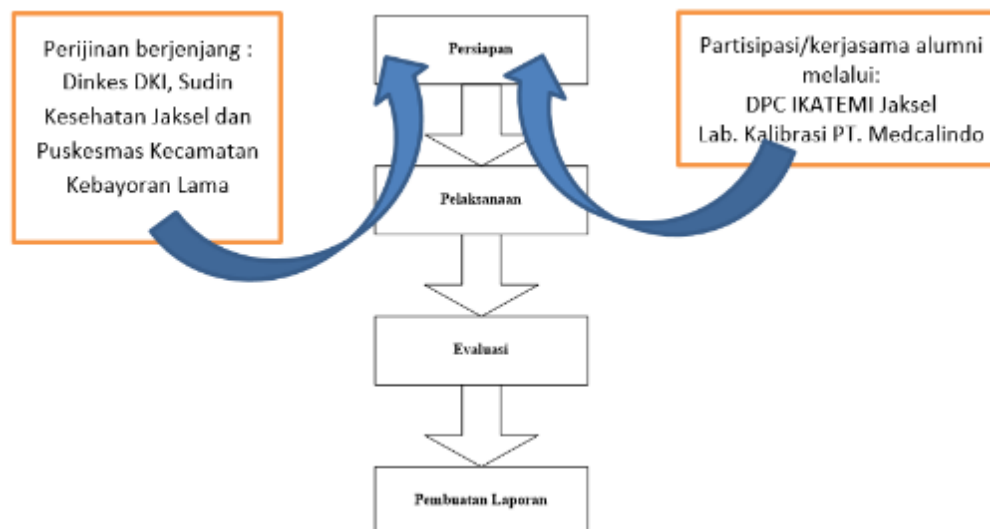 Perijinan berjenjang :
Dinkes DKI, Sudin
Kesehatan Jaksel dan
Puskesmas Kecamatan
Kebayoran Lama
Persiapan
Partisipasi/kerjasama alumni
melalui:
DPC IKATEMI Jaksel
Lab. Kalibrasi PT. Medcalindo
Pelaksanaan
Evaluasi
Pembuatan Laporan